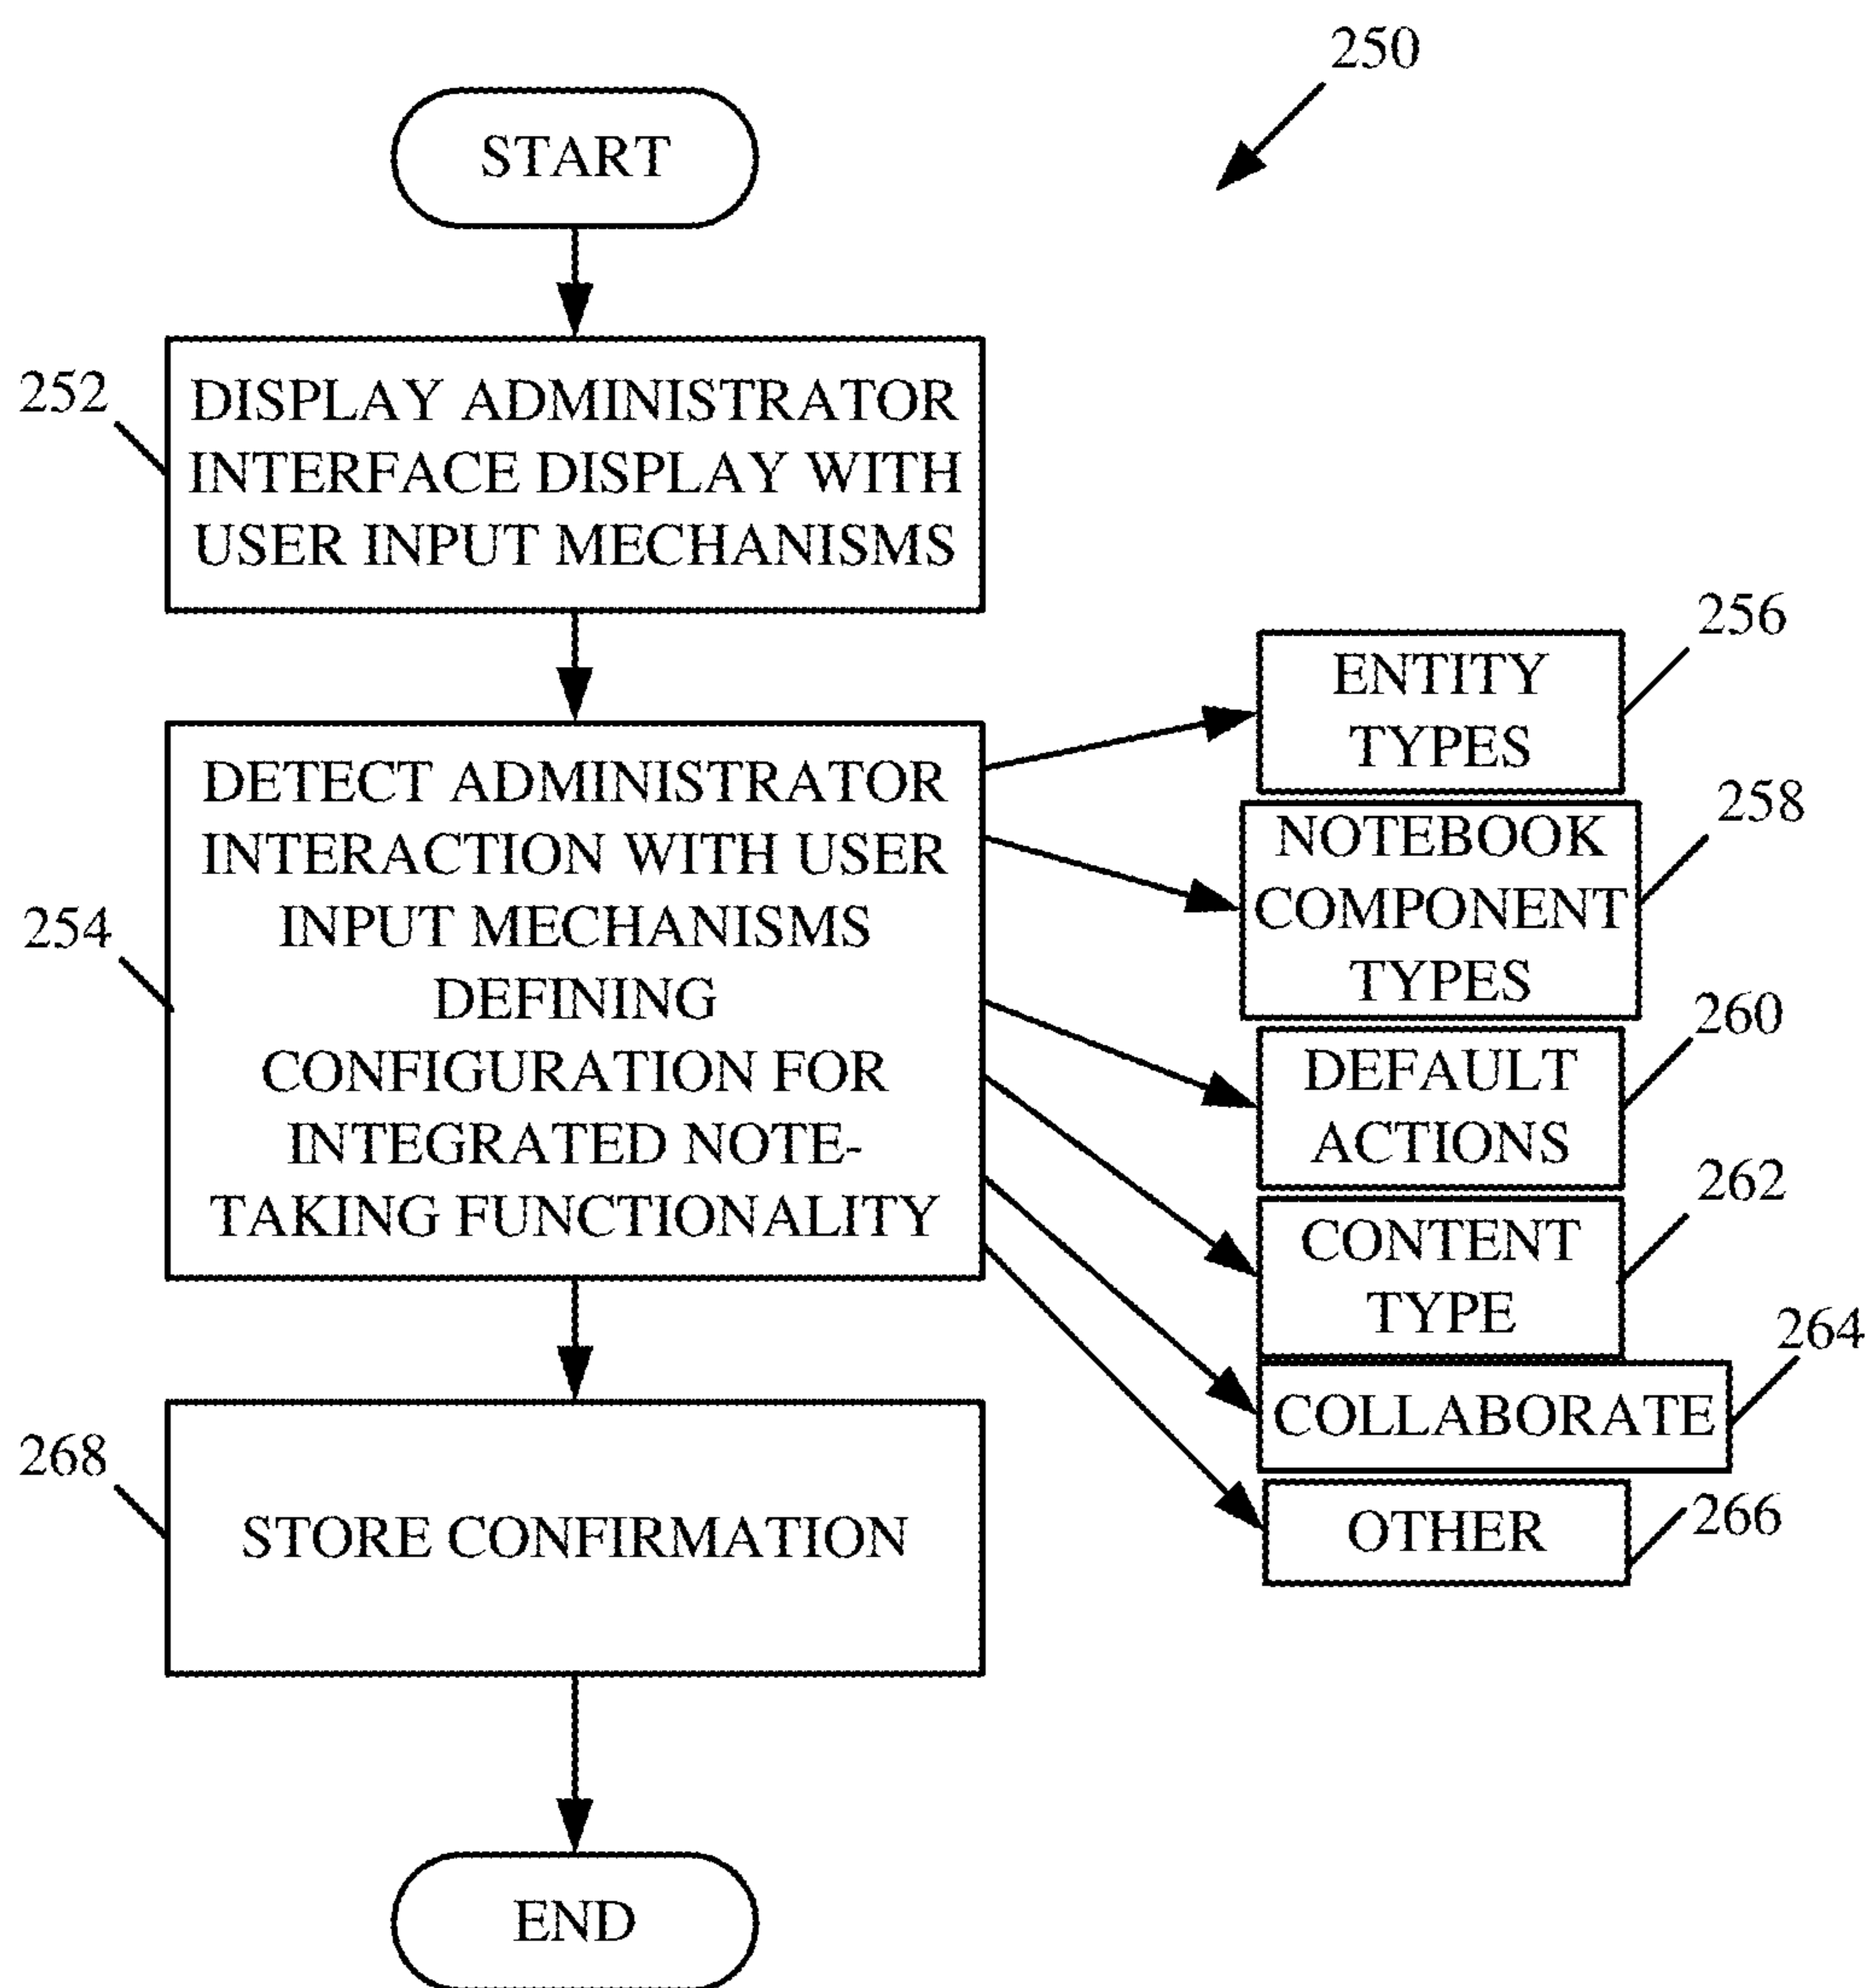 250
START
252
DISPLAY ADMINISTRATOR
INTERFACE DISPLAY WITH
USER INPUT MECHANISMS
254
DETECT ADMINISTRATOR
INTERACTION WITH USER
INPUT MECHANISMS
DEFINING
CONFIGURATION FOR
INTEGRATED NOTE-
TAKING FUNCTIONALITY
256
ENTITY
TYPES
258
NOTEBOOK
COMPONENT
TYPES
260
DEFAULT
ACTIONS
262
CONTENT
TYPE
264
COLLABORATE
OTHER
266
268
STORE CONFIRMATION
END